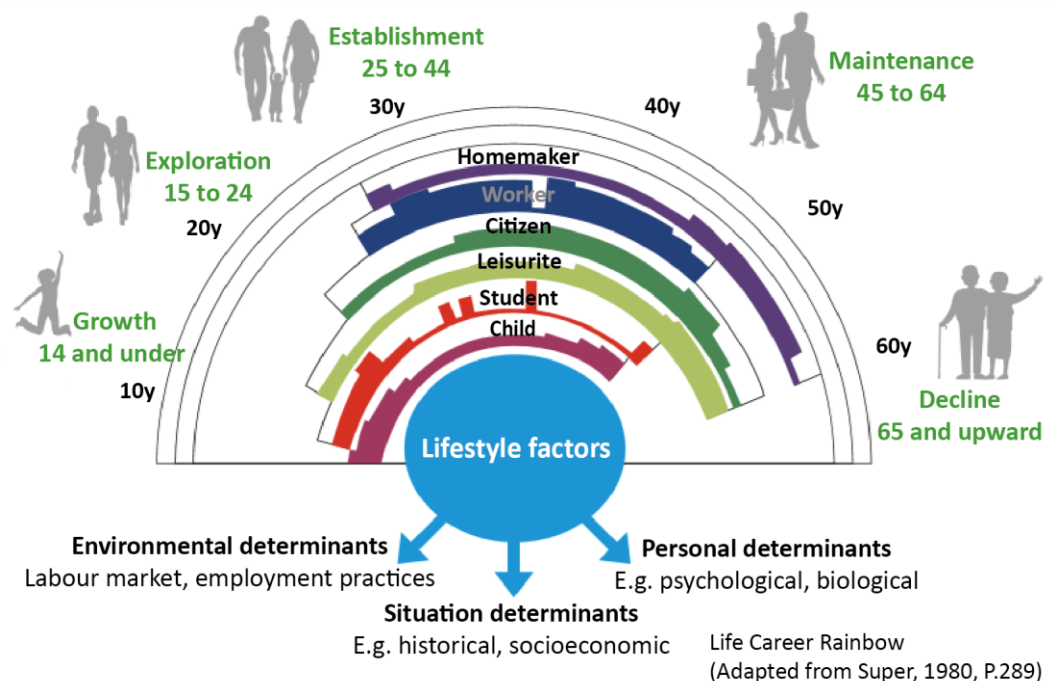 Establishment
25 to 44
Maintenance
45 to 64
30y
40y
Exploration
15 to 24
20y
50y
Homemaker
Worker
Citizen
Leisurite
Student
Child
Growth
14 and under
10y
60y
Decline
65 and upward
Lifestyle factors
Environmental determinants
Labour market, employment practices
Personal determinants
E.g. psychological, biological
Situation determinants
E.g. historical, socioeconomic
Life Career Rainbow
(Adapted from Super, 1980, P.289)